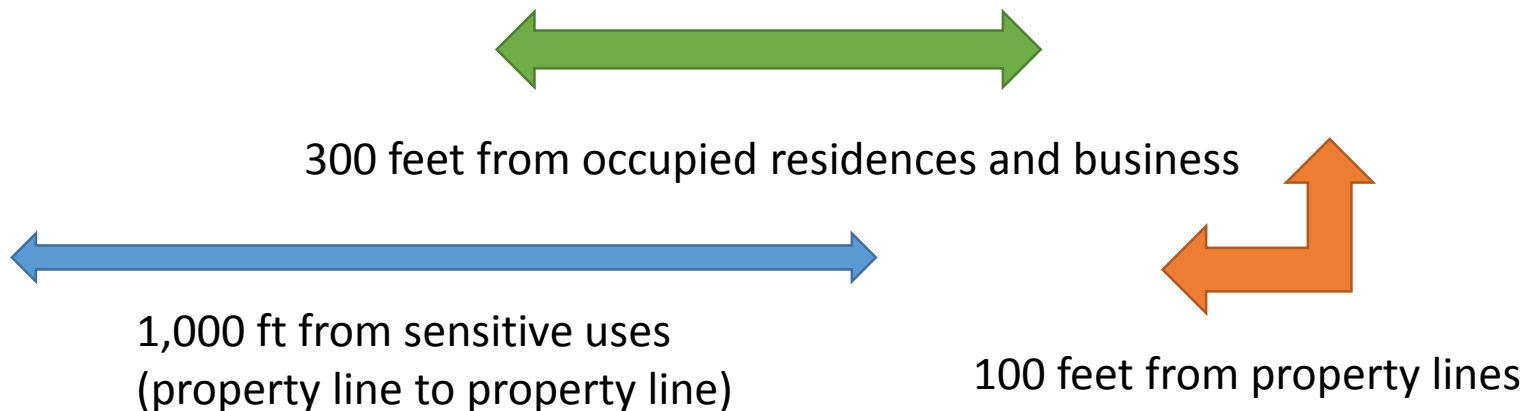 300 feet from occupied residences and business
1,000 ft from sensitive uses
(property line to property line)
100 feet from property lines